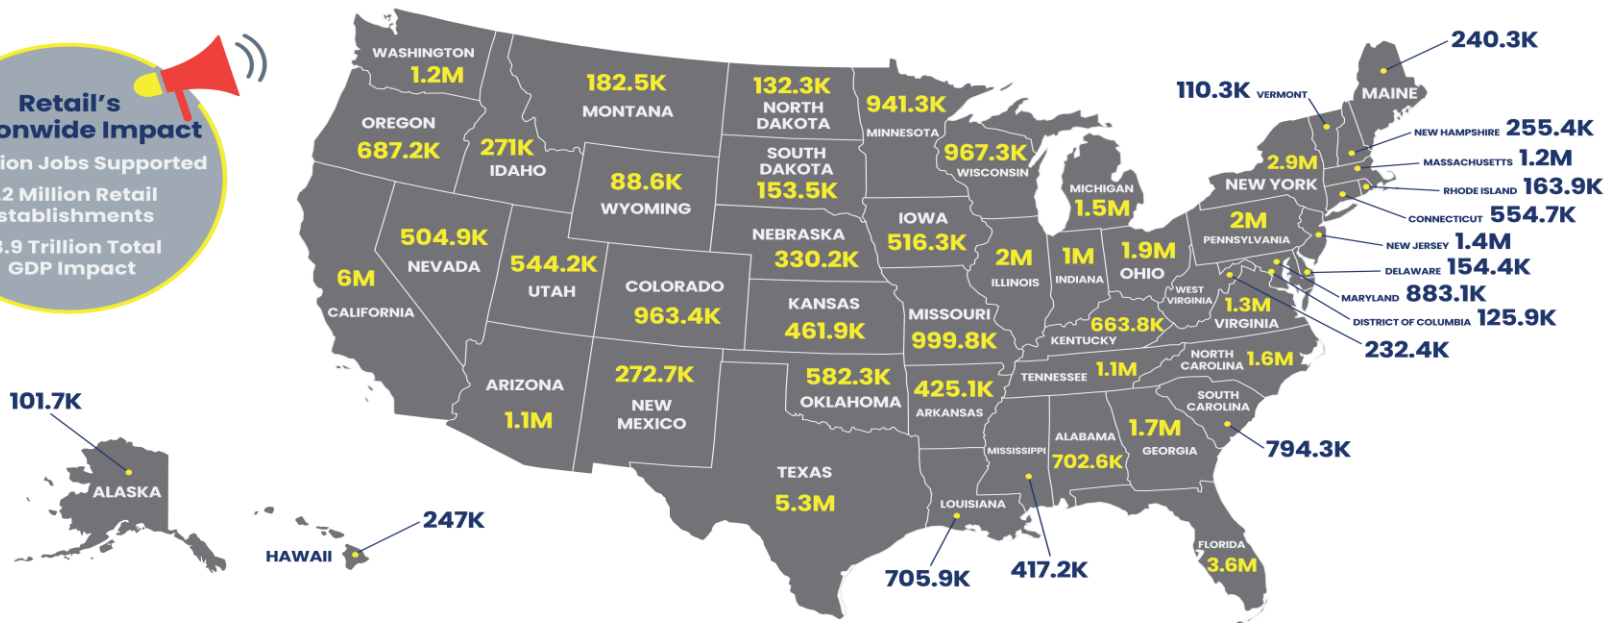 Retail's
onwide Impact
ion Jobs Supported
.2 Million Retail
stablishments
3.9 Trillion Total
GDP Impact
WASHINGTON
1.2M
OREGON
687.2K
CALIFORNIA
6M
271K
IDAHO
504.9K
NEVADA
182.5K
MONTANA
88.6K
WYOMING
544.2K
UTAH
COLORADO
963.4K
ARIZONA
1.1M
272.7K
NEW
MEXICO
132.3K
NORTH
DAKOTA
SOUTH
DAKOTA
153.5K
NEBRASKA
330.2K
KANSAS
461.9K
582.3K
OKLAHOMA
TEXAS
5.3M
941.3K
MINNESOTA
IOWA
516.3K
MISSOURI
999.8K
425.1K
ARKANSAS
LOUISIANA
705.9K
967.3K
WISCONSIN
2M
ILLINOIS
MICHIGAN
1.5M
1M
INDIANA
1.9M
OHIO
663.8K
KENTUCKY
TENNESSEE 1.1M
MISSISSIPPI
417.2K
ALABAMA
702.6K
1.7M
GEORGIA
FLORIDA
3.6M
SOUTH
CAROLINA
794.3K
NORTH
CAROLINA 1.6M
1.3M
VIRGINIA
WEST
VIRGINIA
232.4K
2M
PENNSYLVANIA
2.9M
NEW YORK
110.3K VERMONT
240.3K
MAINE
NEW HAMPSHIRE 255.4K
MASSACHUSETTS 1.2M
RHODE ISLAND 163.9K
CONNECTICUT 554.7K
NEW JERSEY 1.4M
DELAWARE 154.4K
MARYLAND 883.1K
DISTRICT OF COLUMBIA 125.9K
101.7K
ALASKA
247K
HAWAII